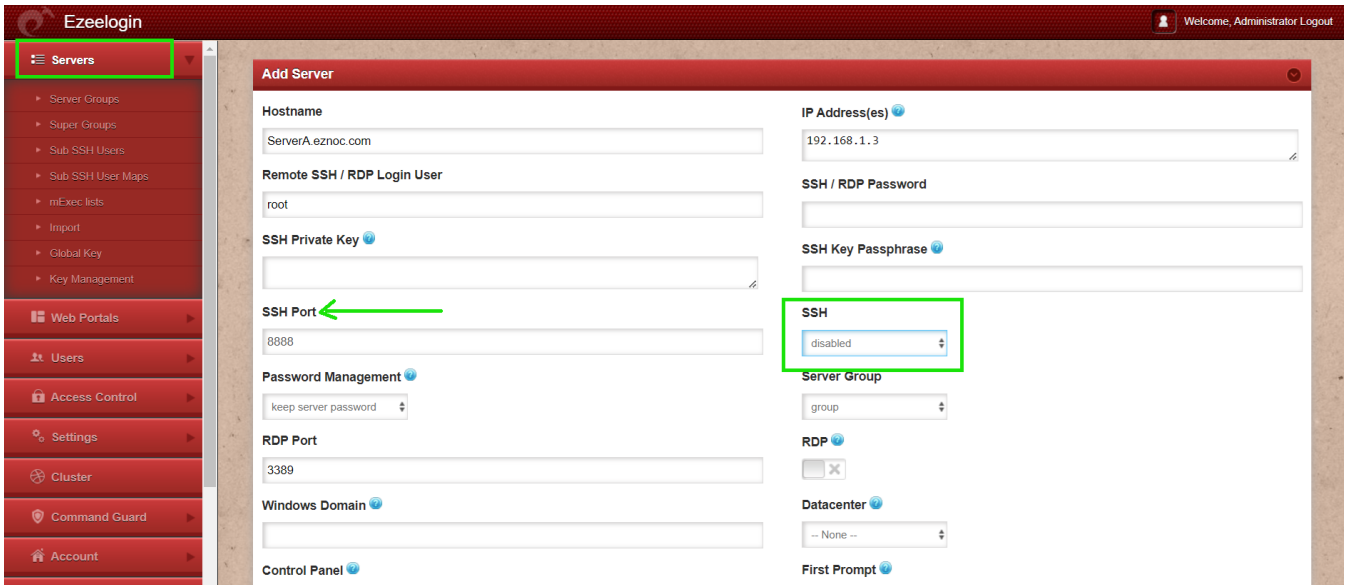 Ezeelogin
Welcome, Administrator Logout
Servers
Server Groups
Super Groups
Sub SSH Users
Sub SSH User Maps
mExec lists
Import
Global Key
Key Management
Web Portals
Users
Access Control
Settings
Cluster
Command Guard
Account
Add Server
Hostname
ServerA.eznoc.com
IP Address(es)
192.168.1.3
Remote SSH / RDP Login User
root
SSH / RDP Password
SSH Private Key
SSH Key Passphrase
SSH Port
8888
SSH
disabled
Password Management
keep server password
Server Group
group
RDP Port
3389
RDP
Windows Domain
Datacenter
-- None --
Control Panel
First Prompt